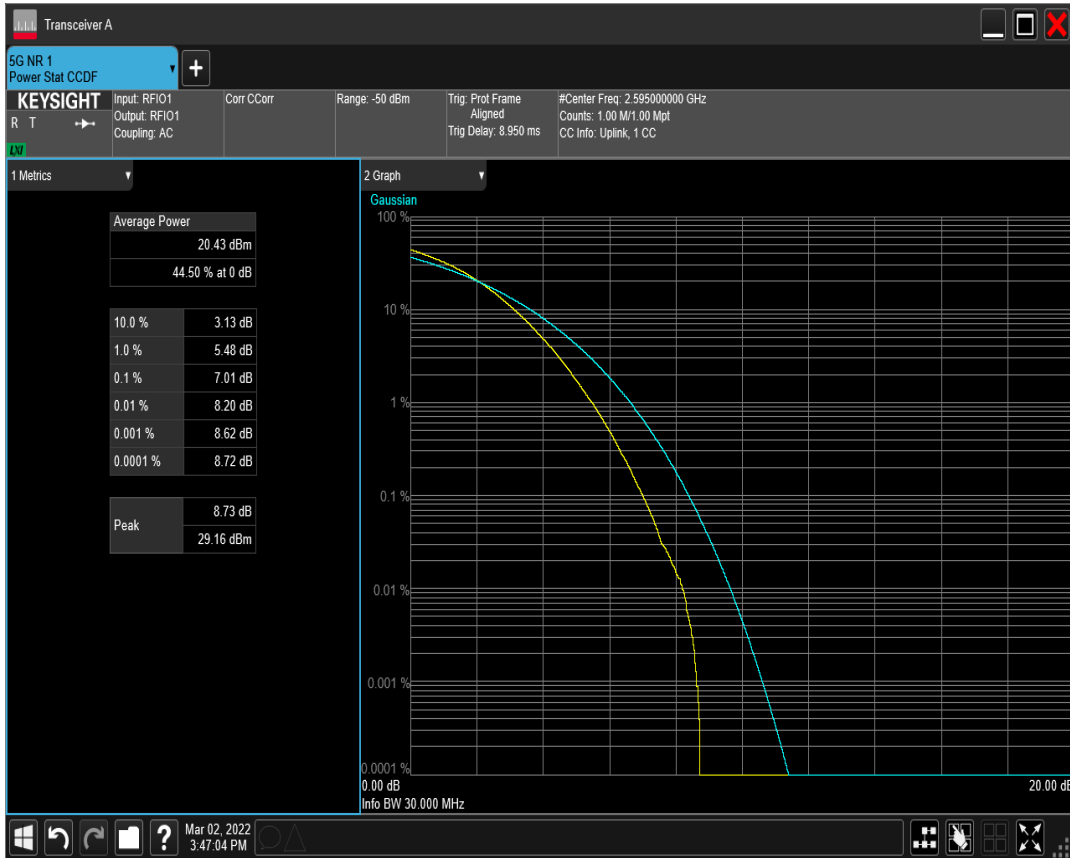 Transceiver A
5G NR 1
Power Stat CCDF
+
KEYSIGHT
R T
LXI
Input: RFIO1
Output: RFIO1
Coupling: AC
Corr CCorr
Range: -50 dBm
Trig: Prot Frame
Aligned
Trig Delay: 8.950 ms
#Center Freq: 2.595000000 GHz
Counts: 1.00 M/1.00 Mpt
CC Info: Uplink, 1 CC
1 Metrics
Average Power
20.43 dBm
44.50 % at 0 dB
10.0 % 3.13 dB
1.0 % 5.48 dB
0.1 % 7.01 dB
0.01 % 8.20 dB
0.001 % 8.62 dB
0.0001 % 8.72 dB
Peak
8.73 dB
29.16 dBm
2 Graph
Gaussian
100 %
10 %
1 %
0.1 %
0.01 %
0.001 %
0.0001 %
0.00 dB 20.00 dB
Info BW 30.000 MHz
?
Mar 02, 2022
3:47:04 PM